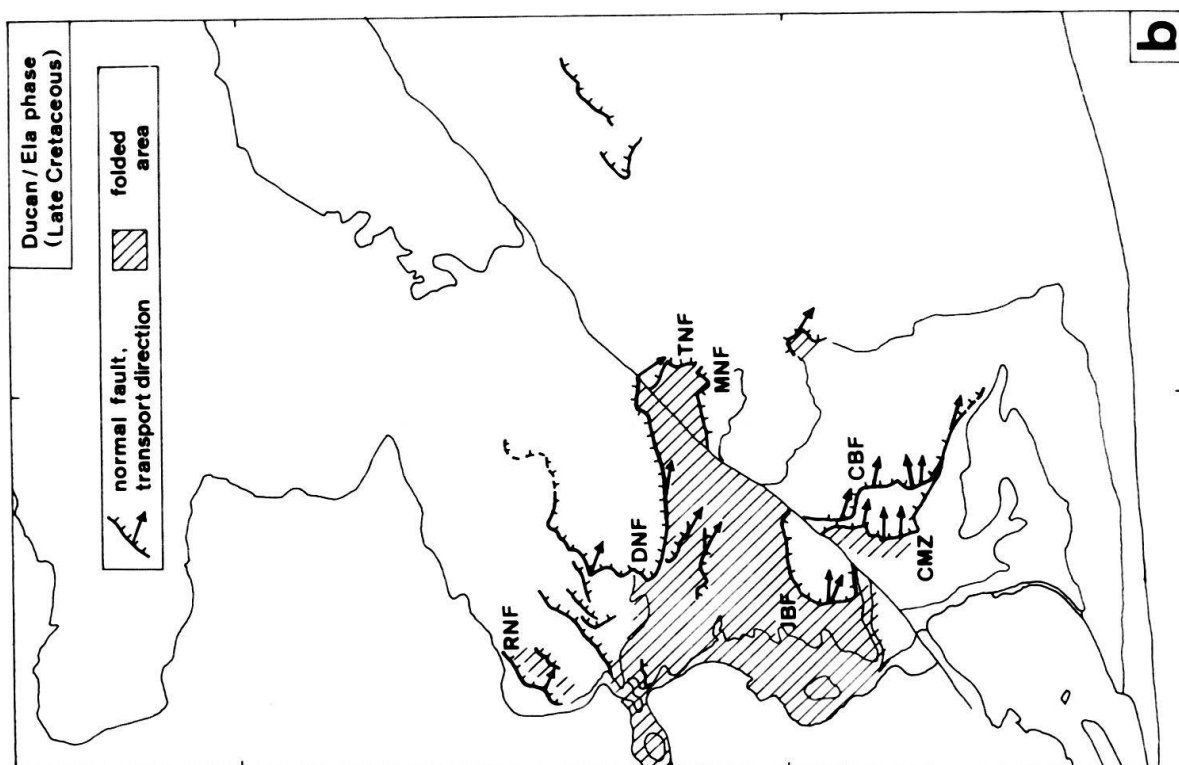 Ducan / Ela phase
(Late Cretaceous)
normal fault,
transport direction
folded
area
RNF
DNF
TNF
MNF
JBF
CBF
CMZ
b